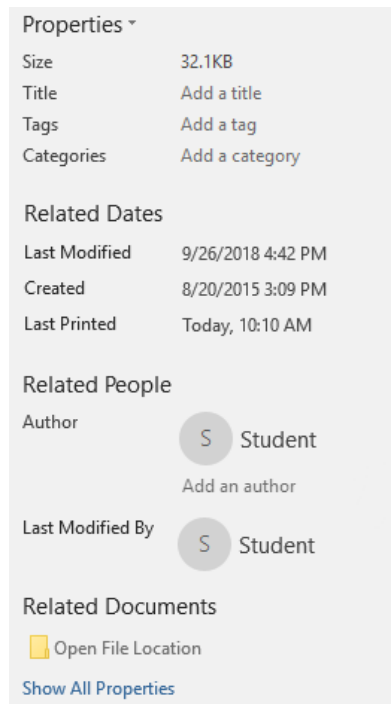 Properties
Size 32.1KB
Title Add a title
Tags Add a tag
Categories Add a category
Related Dates
Last Modified 9/26/2018 4:42 PM
Created 8/20/2015 3:09 PM
Last Printed Today, 10:10 AM
Related People
Author S Student
Add an author
Last Modified By S Student
Related Documents
Open File Location
Show All Properties